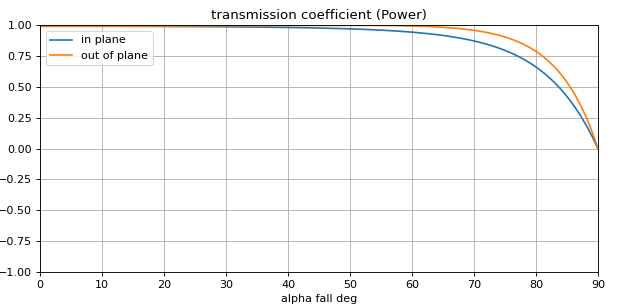 transmission coefficient (Power)
1.00
0.75
0.50
0.25
0.00
−0.25
−0.50
−0.75
−1.00
in plane
out of plane
0 10 20 30 40 50 60 70 80 90
alpha fall deg